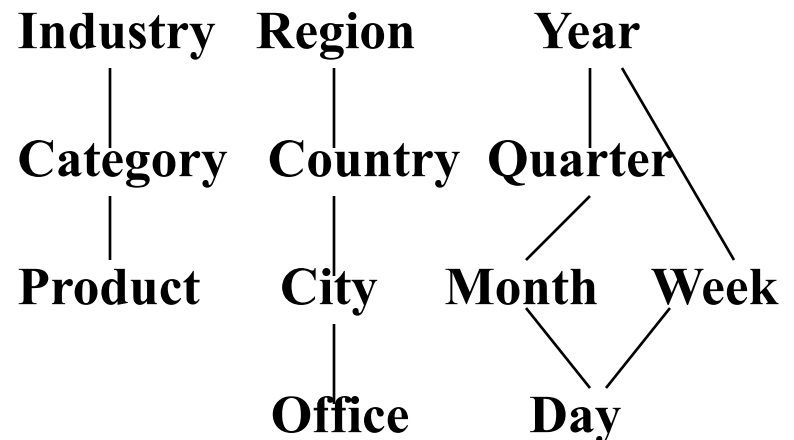 Industry Region Year
Category Country Quarter
Product City Month Week
Office Day